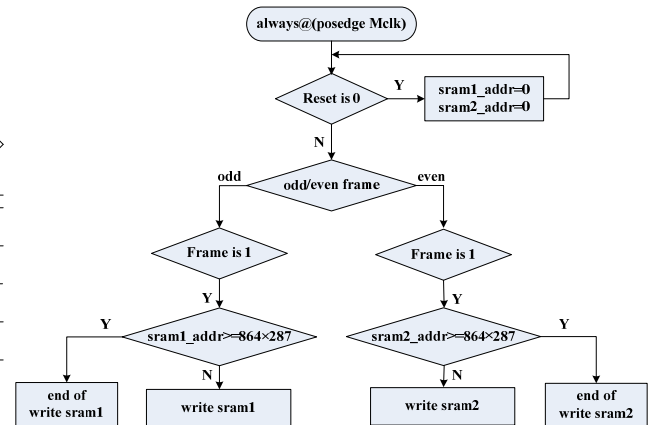 always@(posedge Mclk)
Reset is 0
Y
sram1_addr=0
sram2_addr=0
N
odd
odd/even frame
even
Frame is 1
Frame is 1
Y
Y
Y
sram1_addr>=864×287
sram2_addr>=864×287
Y
N
N
end of
write sram1
write sram1
write sram2
end of
write sram2